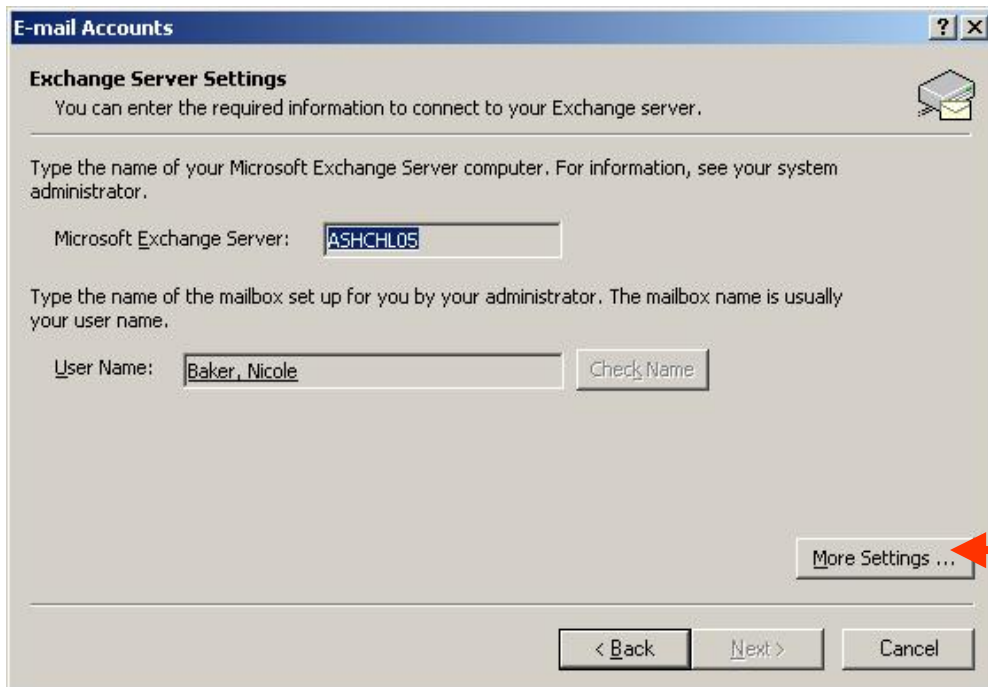 E-mail Accounts
Exchange Server Settings
You can enter the required information to connect to your Exchange server.
Type the name of your Microsoft Exchange Server computer. For information, see your system
administrator.
Microsoft Exchange Server: ASHCHL05
Type the name of the mailbox set up for you by your administrator. The mailbox name is usually
your user name.
User Name: Baker, Nicole Check Name
More Settings ...
< Back Next > Cancel